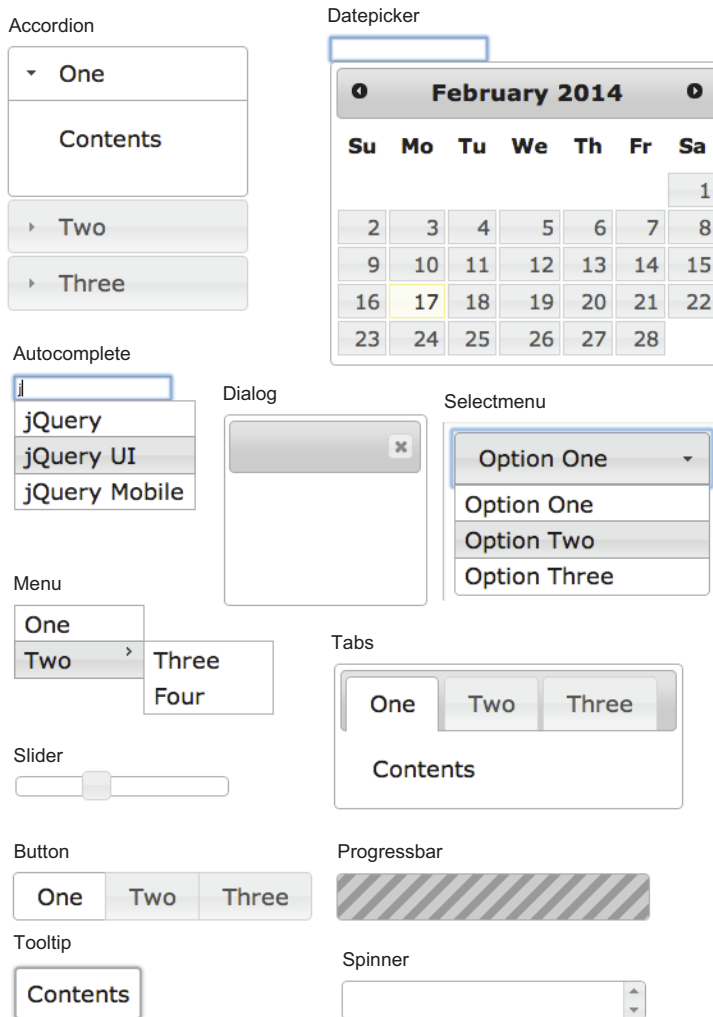 Accordion
One
Contents
Two
Three
Datepicker
February 2014
Su Mo Tu We Th Fr Sa
1
2 3 4 5 6 7 8
9 10 11 12 13 14 15
16 17 18 19 20 21 22
23 24 25 26 27 28
Autocomplete
j
jQuery
jQuery UI
jQuery Mobile
Dialog
Selectmenu
Option One
Option One
Option Two
Option Three
Menu
One
Two
Three
Four
Tabs
One Two Three
Contents
Slider
Button
One Two Three
Progressbar
Tooltip
Contents
Spinner